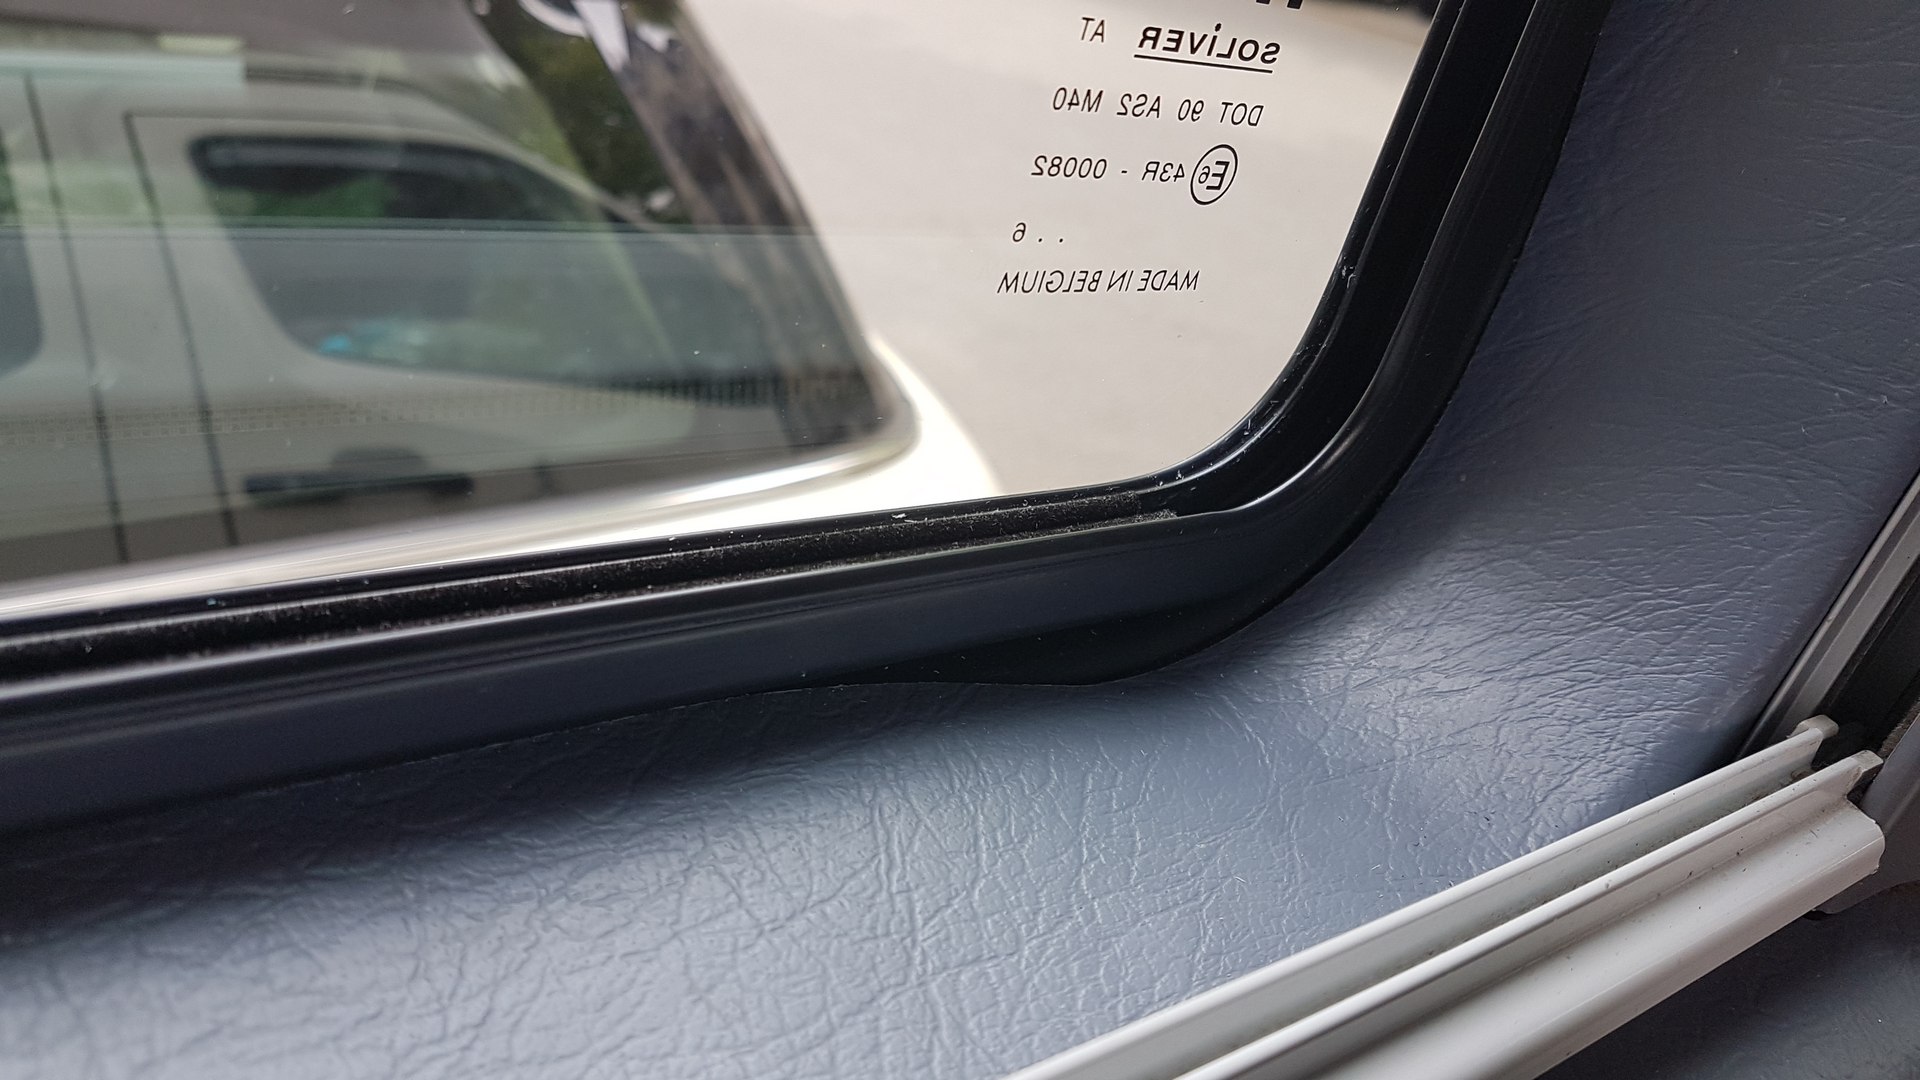 SOLIVER AT
DOT 90 AS2 M40
E6 43R - 00082
. . 6
MADE IN BELGIUM